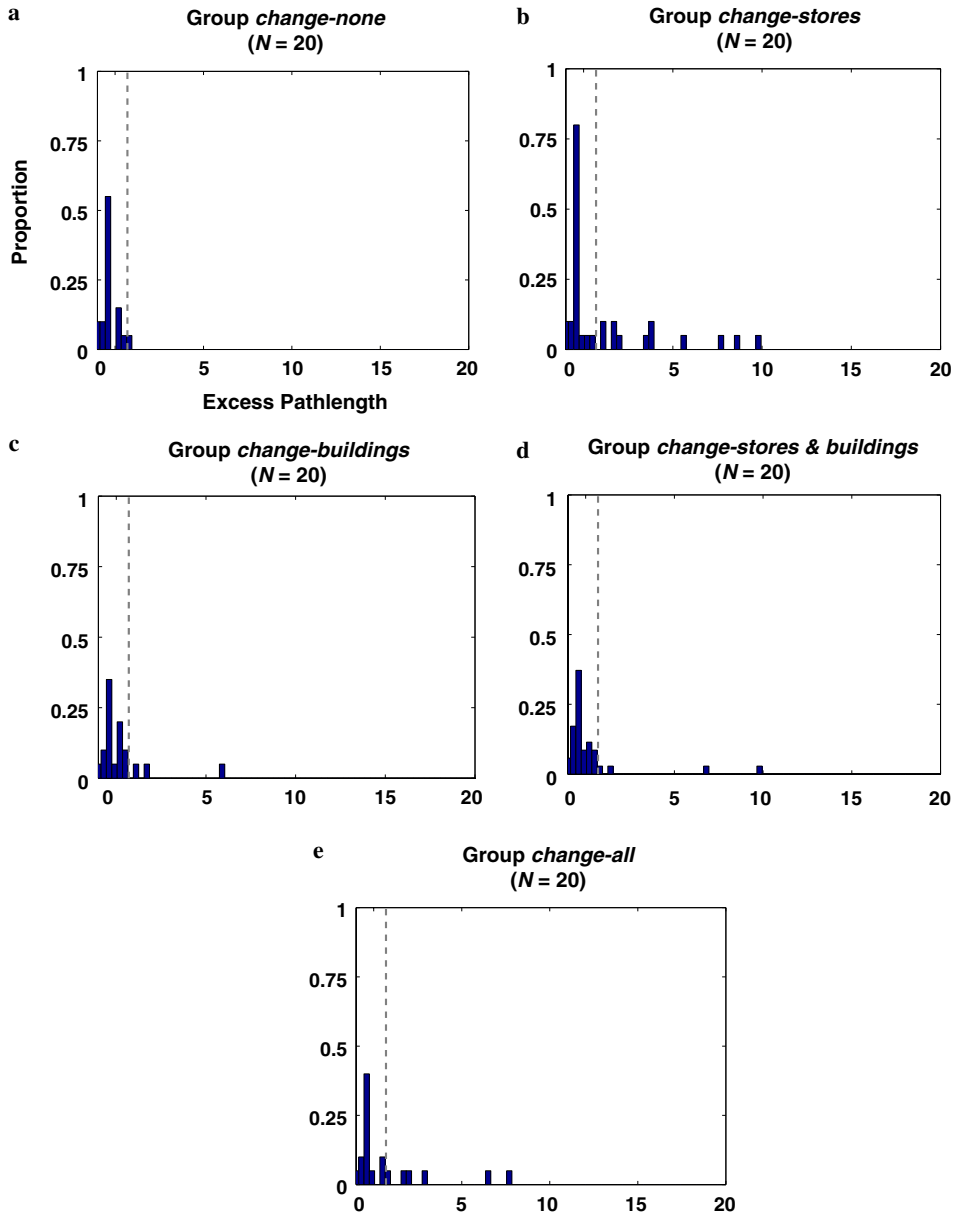 a
Group change-none
(N = 20)
1
0.75
0.5
0.25
0
0 5 10 15 20
Proportion
Excess Pathlength
b
Group change-stores
(N = 20)
1
0.75
0.5
0.25
0
0 5 10 15 20
c
Group change-buildings
(N = 20)
1
0.75
0.5
0.25
0
0 5 10 15 20
d
Group change-stores & buildings
(N = 20)
1
0.75
0.5
0.25
0
0 5 10 15 20
e
Group change-all
(N = 20)
1
0.75
0.5
0.25
0
0 5 10 15 20